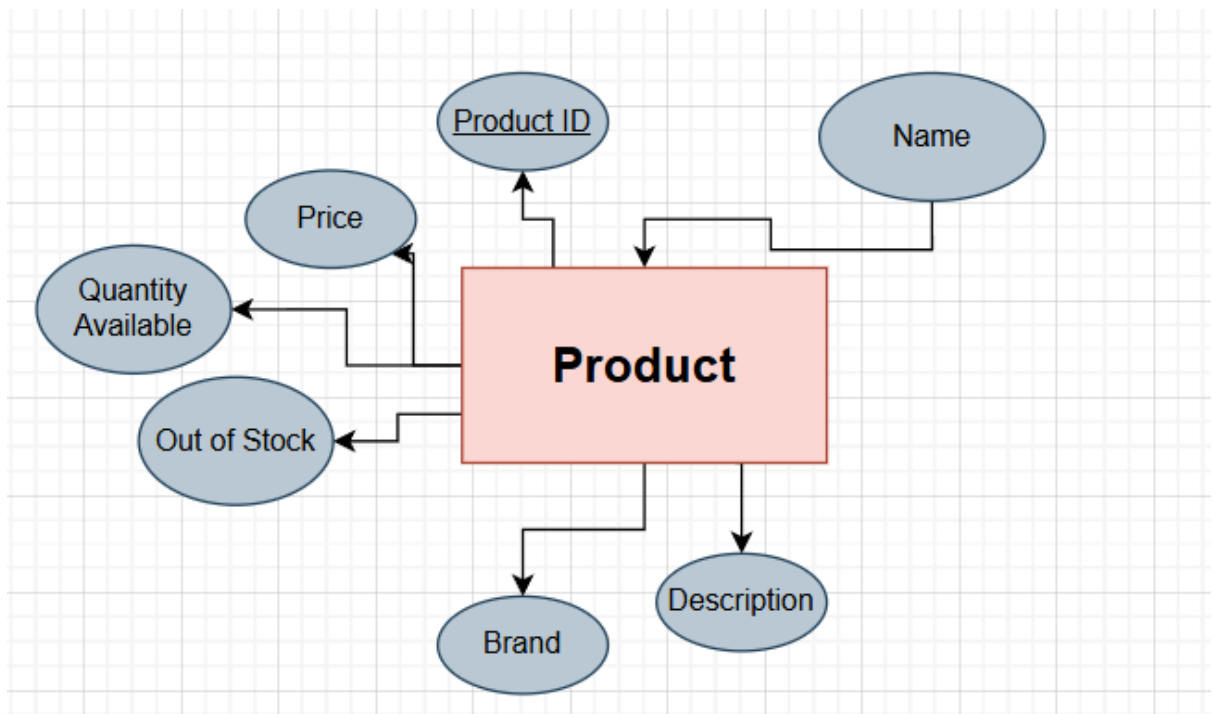 Product ID
Name
Price
Quantity
Available
Product
Out of Stock
Description
Brand